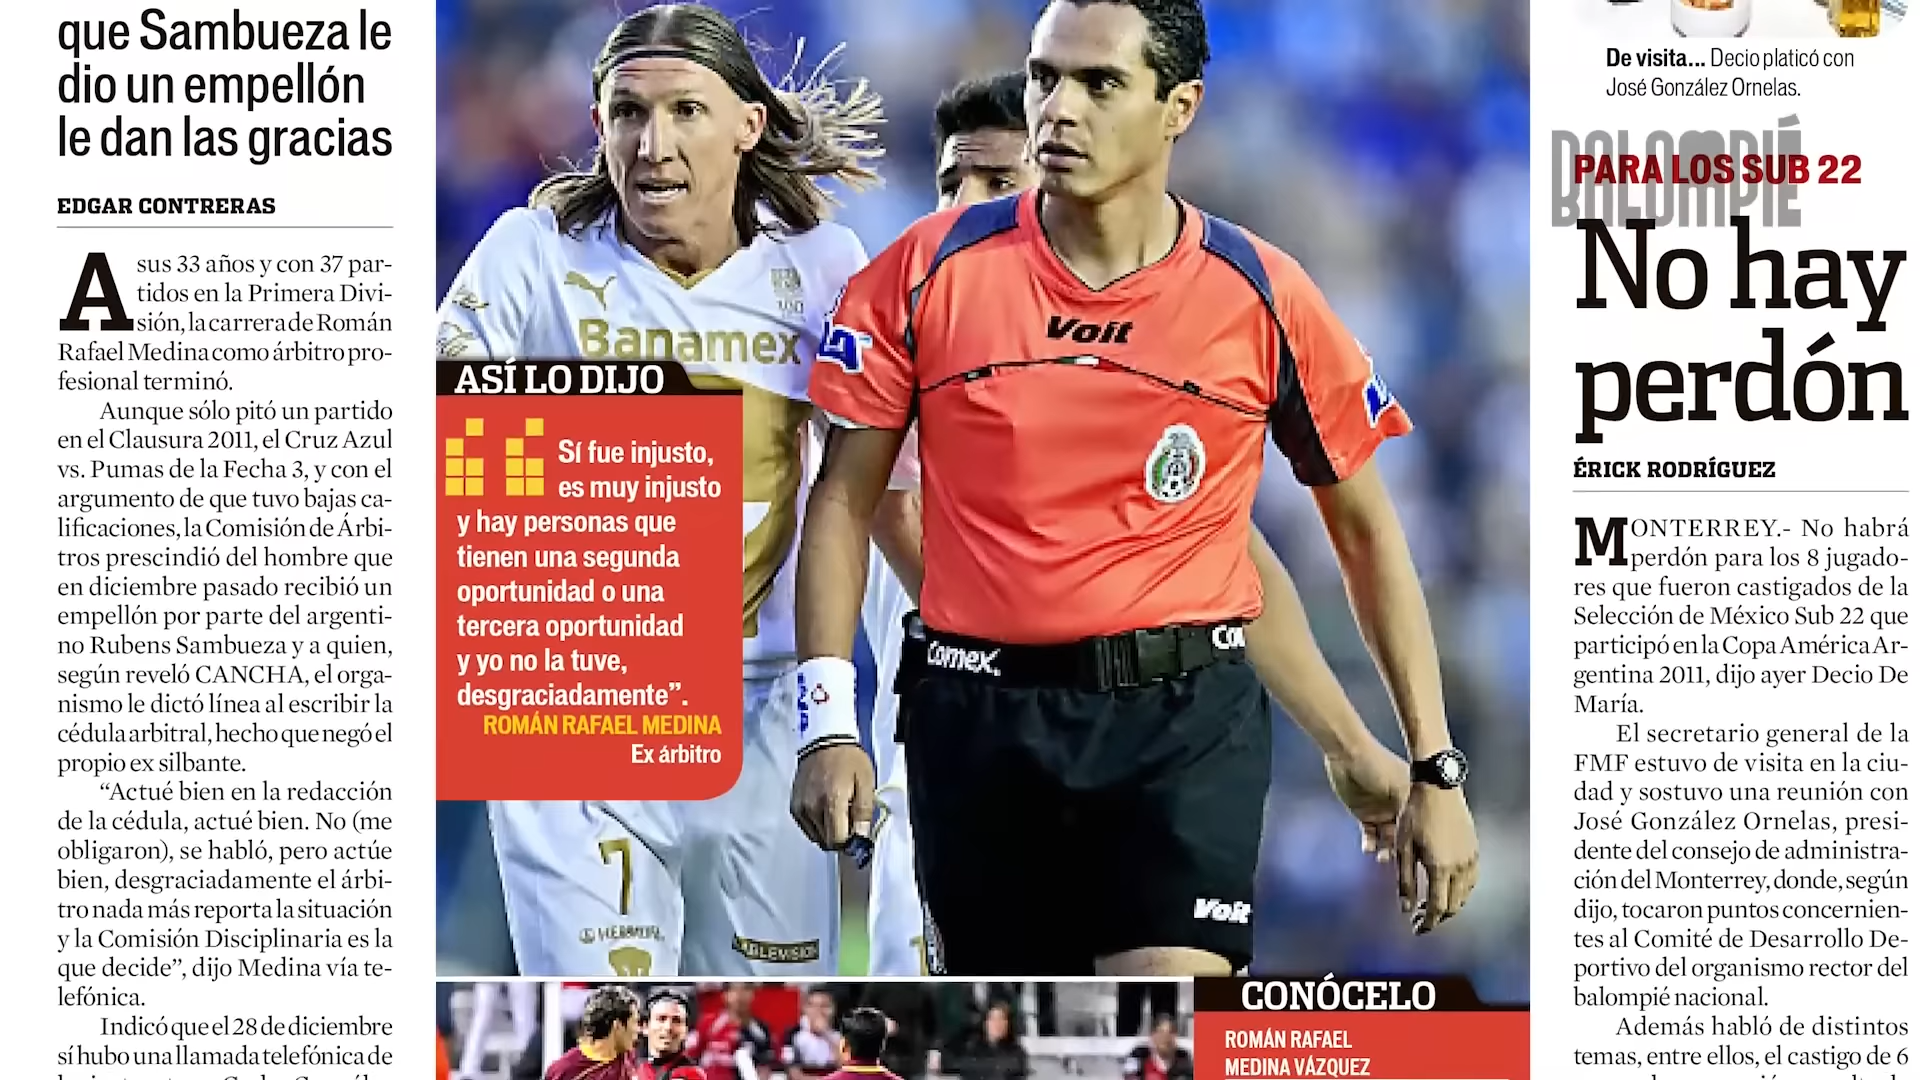 que Sambueza le
dio un empellón
le dan las gracias
EDGAR CONTRERAS
A sus 33 años y con 37 par-
tidos en la Primera Divi-
sión, la carrera de Román
Rafael Medina como árbitro pro-
fesional terminó.
Aunque sólo pitó un partido
en el Clausura 2011, el Cruz Azul
vs. Pumas de la Fecha 3, y con el
argumento de que tuvo bajas ca-
lificaciones, la Comisión de Árbi-
tros prescindió del hombre que
en diciembre pasado recibió un
empellón por parte del argenti-
no Rubens Sambueza y a quien,
según reveló CANCHA, el orga-
nismo le dictó línea al escribir la
cédula arbitral, hecho que negó el
propio ex silbante.
“Actué bien en la redacción
de la cédula, actué bien. No (me
obligaron), se habló, pero actúe
bien, desgraciadamente el árbi-
tro nada más reporta la situación
y la Comisión Disciplinaria es la
que decide”, dijo Medina vía te-
lefónica.
Indicó que el 28 de diciembre
sí hubo una llamada telefónica de
Banamex
Voit
Comex.
Voit
7
ASÍ LO DIJO
Sí fue injusto,
es muy injusto
y hay personas que
tienen una segunda
oportunidad o una
tercera oportunidad
y yo no la tuve,
desgraciadamente”.
ROMÁN RAFAEL MEDINA
Ex árbitro
CONÓCELO
ROMÁN RAFAEL
MEDINA VÁZQUEZ
De visita... Decio platicó con
José González Ornelas.
BALOMPIÉ
PARA LOS SUB 22
No hay
perdón
ÉRICK RODRÍGUEZ
MONTERREY.- No habrá
perdón para los 8 jugado-
res que fueron castigados de la
Selección de México Sub 22 que
participó en la Copa América Ar-
gentina 2011, dijo ayer Decio De
María.
El secretario general de la
FMF estuvo de visita en la ciu-
dad y sostuvo una reunión con
José González Ornelas, presi-
dente del consejo de administra-
ción del Monterrey, donde, según
dijo, tocaron puntos concernien-
tes al Comité de Desarrollo De-
portivo del organismo rector del
balompié nacional.
Además habló de distintos
temas, entre ellos, el castigo de 6